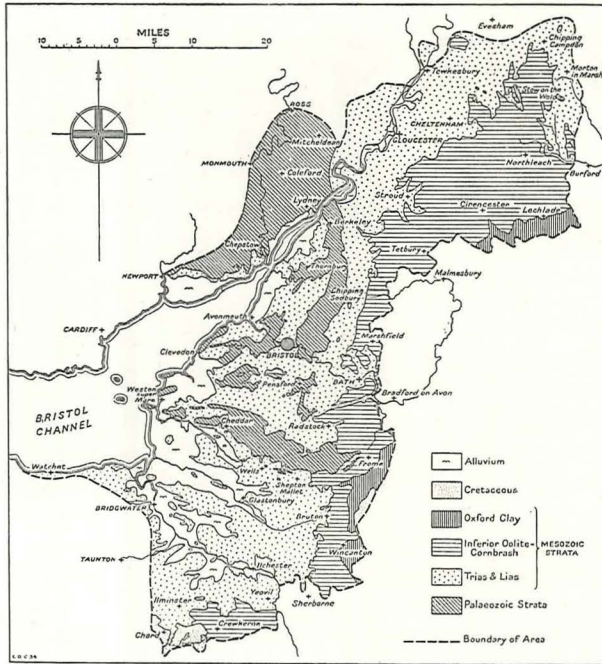 MILES
10 5 0 10 20
Evesham
Chipping
Campden
Morton
in Marsh
Tewkesbury
Stow on the
Wold
ROSS
CHELTENHAM
GLOUCESTER
Mitcheldean
Northleach
MONMOUTH
Coleford
Burford
Lydney
Stroud
Cirencester
Berkeley
Lechlade
Chepstow
Tetbury
Thornbury
NEWPORT
Malmesbury
Chipping
Sodbury
Avonmouth
CARDIFF
Marshfield
Clevedon
BRISTOL
BATH
Weston
Super
Mare
Pensford
Bradford on Avon
BRISTOL
CHANNEL
Cheddar
Radstock
Watchet
Wells
Frome
Shepton
Mallet
Glastonbury
BRIDGWATER
Bruton
Wincanton
TAUNTON
Ilchester
Yeovil
Sherborne
Ilminster
Crewkerne
Chard
Alluvium
Cretaceous
Oxford Clay
Inferior Oolite-
Cornbrash
MESOZOIC
STRATA
Trias & Lias
Palaeozoic Strata
Boundary of Area